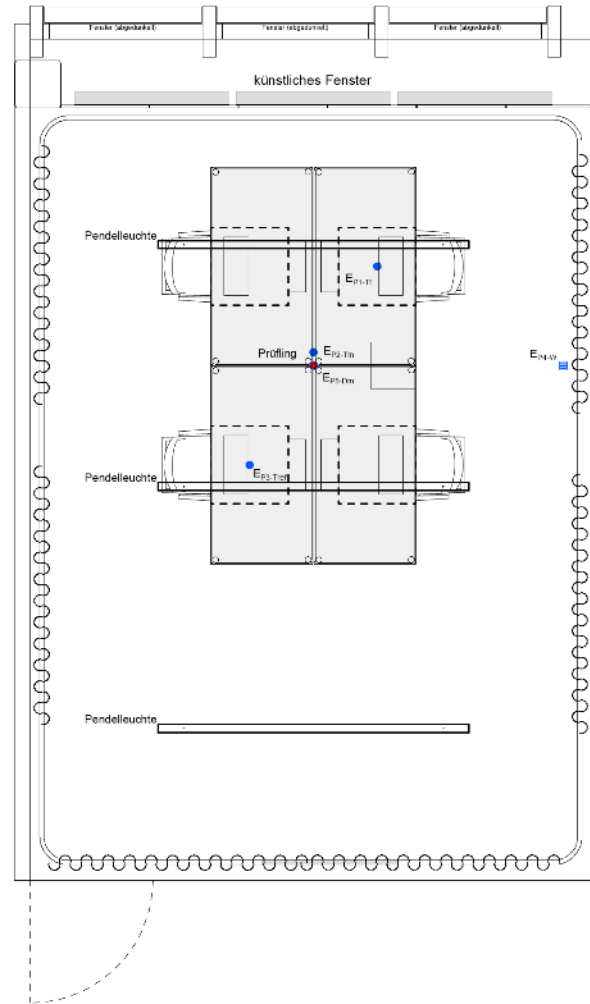 Fenster (abgedunkelt)
Fenster (abgedunkelt)
Fenster (abgedunkelt)
künstliches Fenster
Pendelleuchte
EP1-T1
Prüfling
EP2-Tm
EP4-W
EP5-Dm
EP3-Tref
Pendelleuchte
Pendelleuchte